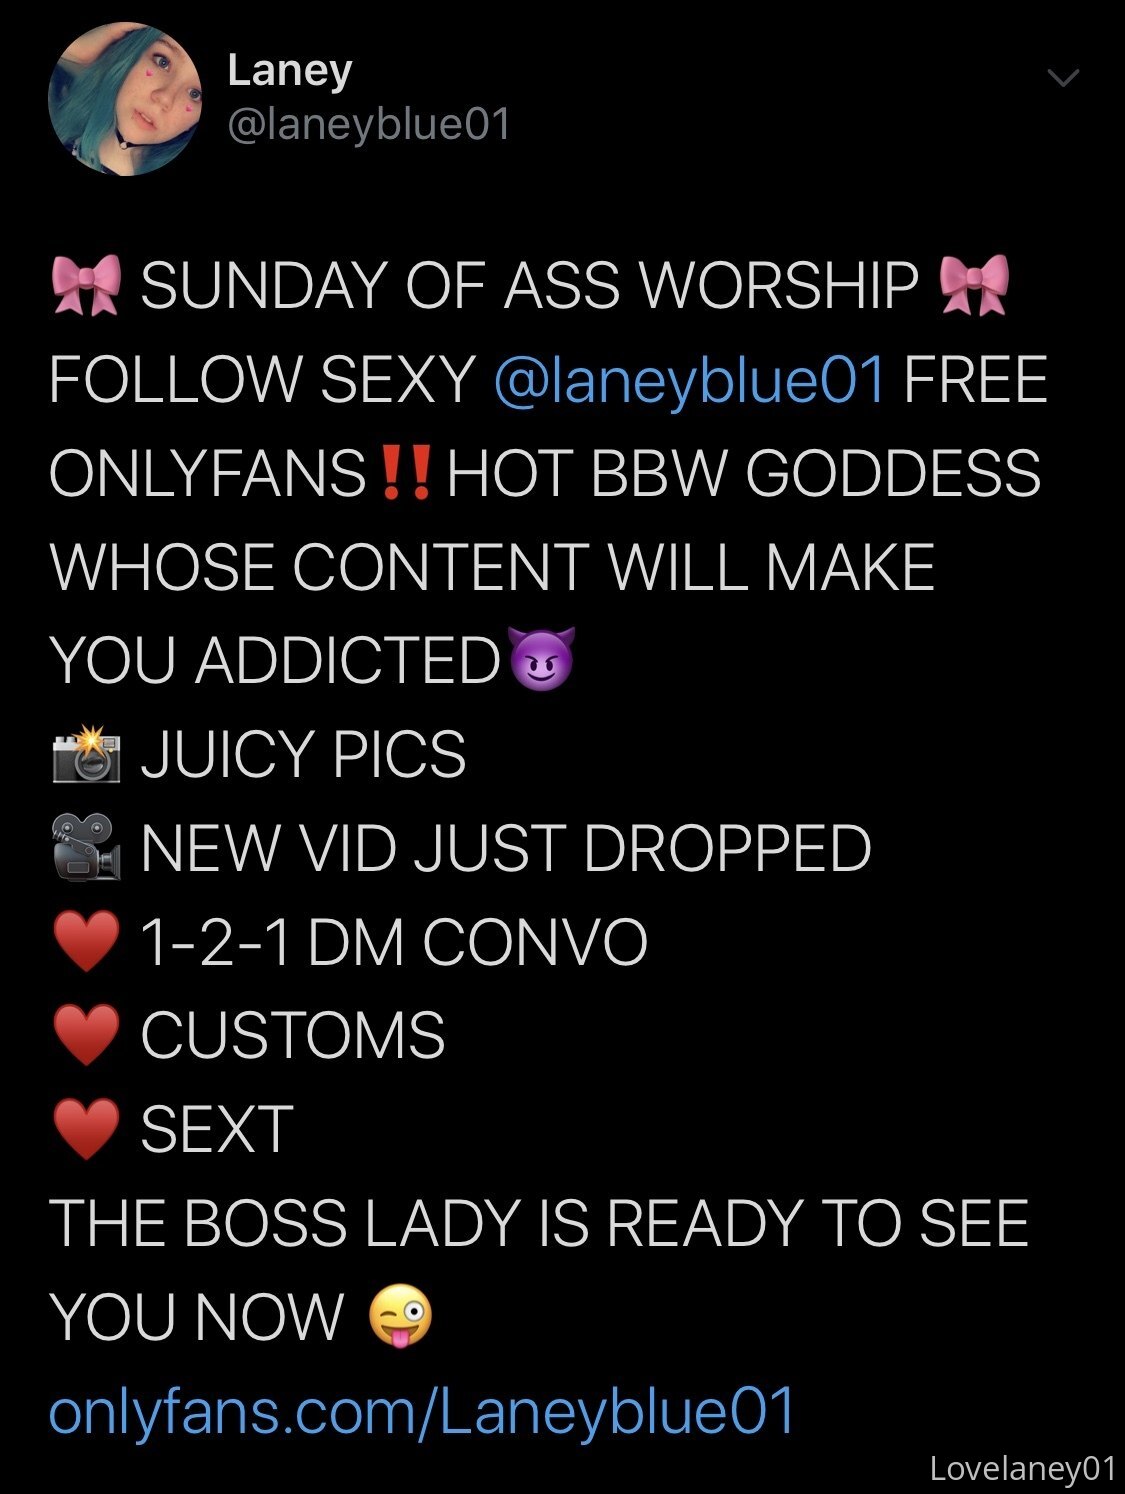 Laney
@laneyblue01
🎀 SUNDAY OF ASS WORSHIP 🎀
FOLLOW SEXY @laneyblue01 FREE
ONLYFANS‼️HOT BBW GODDESS
WHOSE CONTENT WILL MAKE
YOU ADDICTED😈
📸 JUICY PICS
🎥 NEW VID JUST DROPPED
♥️ 1-2-1 DM CONVO
♥️ CUSTOMS
♥️ SEXT
THE BOSS LADY IS READY TO SEE
YOU NOW 😜
onlyfans.com/Laneyblue01
Lovelaney01